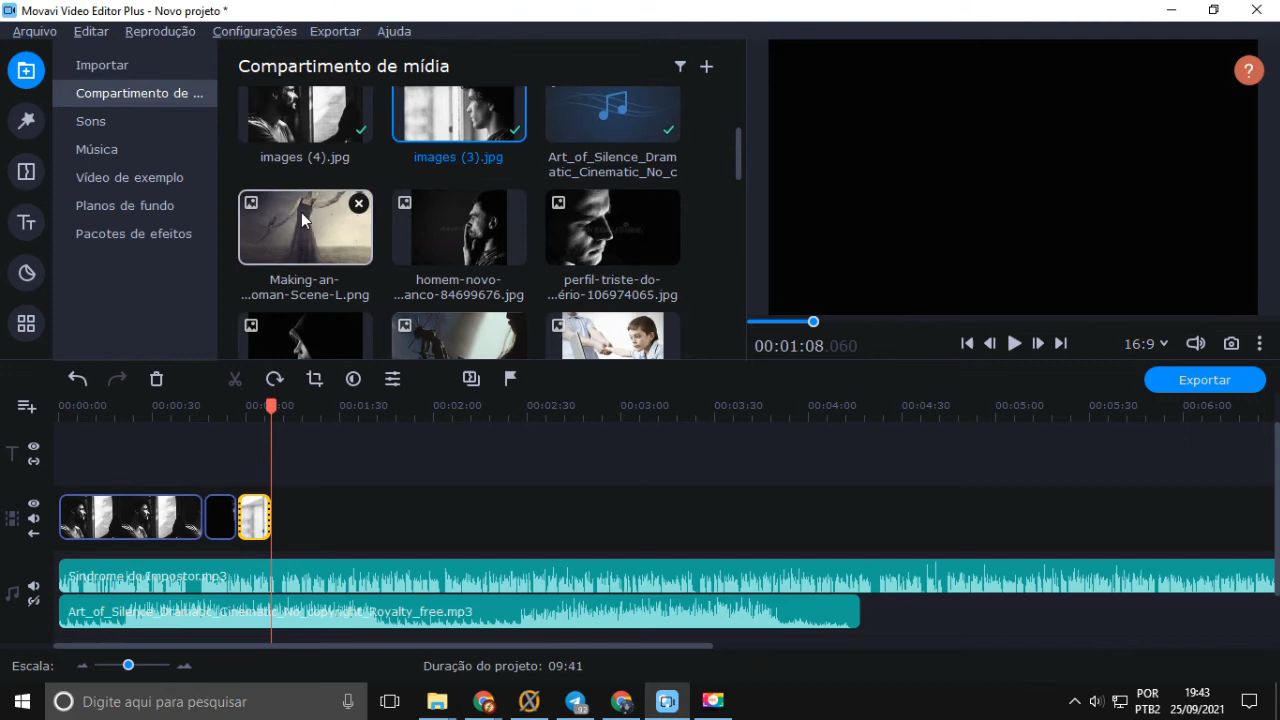 Movavi Video Editor Plus - Novo projeto *
Arquivo Editar Reprodução Configurações Exportar Ajuda
Importar
Compartimento de ...
Sons
Música
Vídeo de exemplo
Planos de fundo
Pacotes de efeitos
Compartimento de mídia
images (4).jpg
images (3).jpg
Art_of_Silence_Dram
atic_Cinematic_No_c
Making-an-
...oman-Scene-L.png
homem-novo-
...anco-84699676.jpg
perfil-triste-do-
...ério-106974065.jpg
?
00:01:08.060
16:9
Exportar
00:00:00 00:00:30 00:01:30 00:02:00 00:02:30 00:03:00 00:03:30 00:04:00 00:04:30 00:05:00 00:05:30 00:06:00
Sindrome do Impostor.mp3
Art_of_Silence_Dramatic_Cinematic_No_copyright_Royalty_free.mp3
Escala:
Duração do projeto: 09:41
Digite aqui para pesquisar
92
POR
PTB2
19:43
25/09/2021